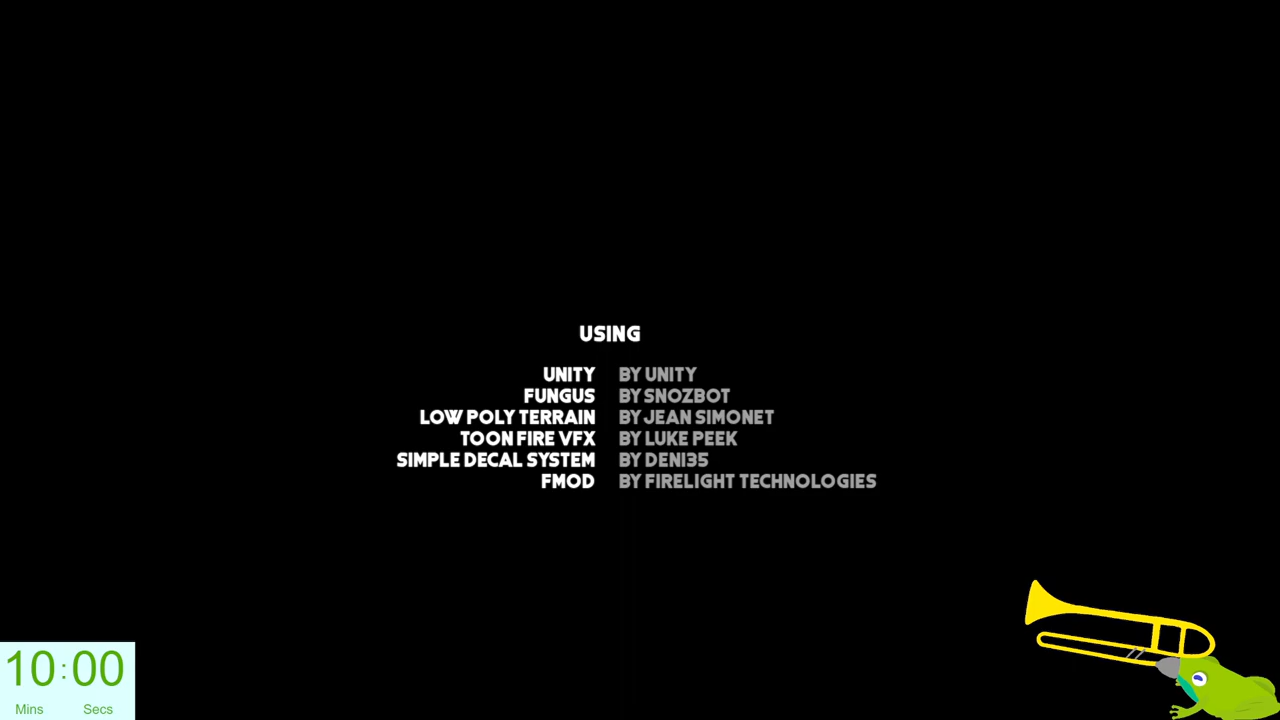 USING
UNITY BY UNITY
FUNGUS BY SNOZBOT
LOW POLY TERRAIN BY JEAN SIMONET
TOON FIRE VFX BY LUKE PEEK
SIMPLE DECAL SYSTEM BY DENI35
FMOD BY FIRELIGHT TECHNOLOGIES
10:00
Mins Secs